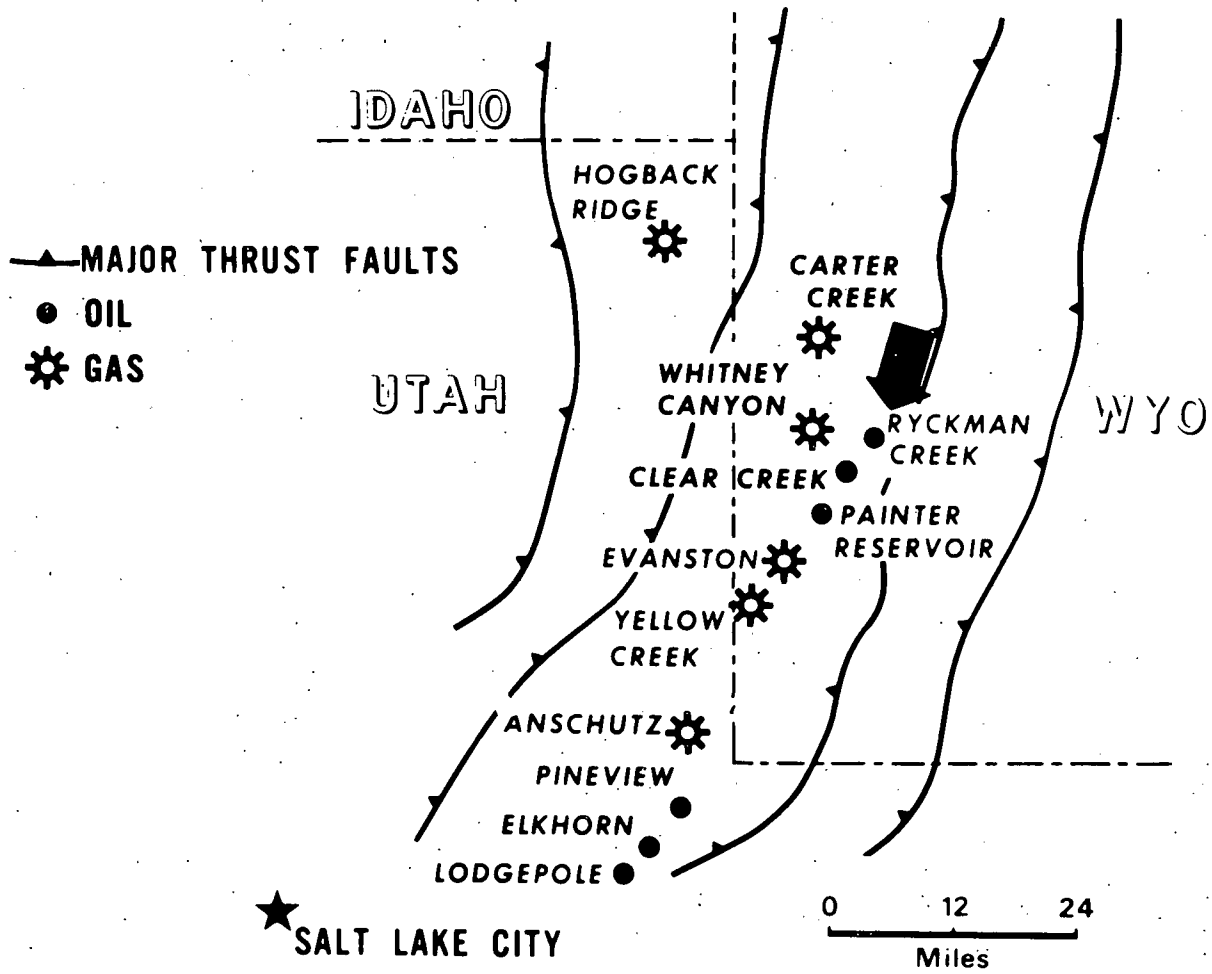 IDAHO
HOGBACK
RIDGE
MAJOR THRUST FAULTS
OIL
GAS
CARTER
CREEK
UTAH
WHITNEY
CANYON
WYO
RYCKMAN
CREEK
CLEAR CREEK
PAINTER
RESERVOIR
EVANSTON
YELLOW
CREEK
ANSCHUTZ
PINEVIEW
ELKHORN
LODGEPOLE
SALT LAKE CITY
0 12 24
Miles